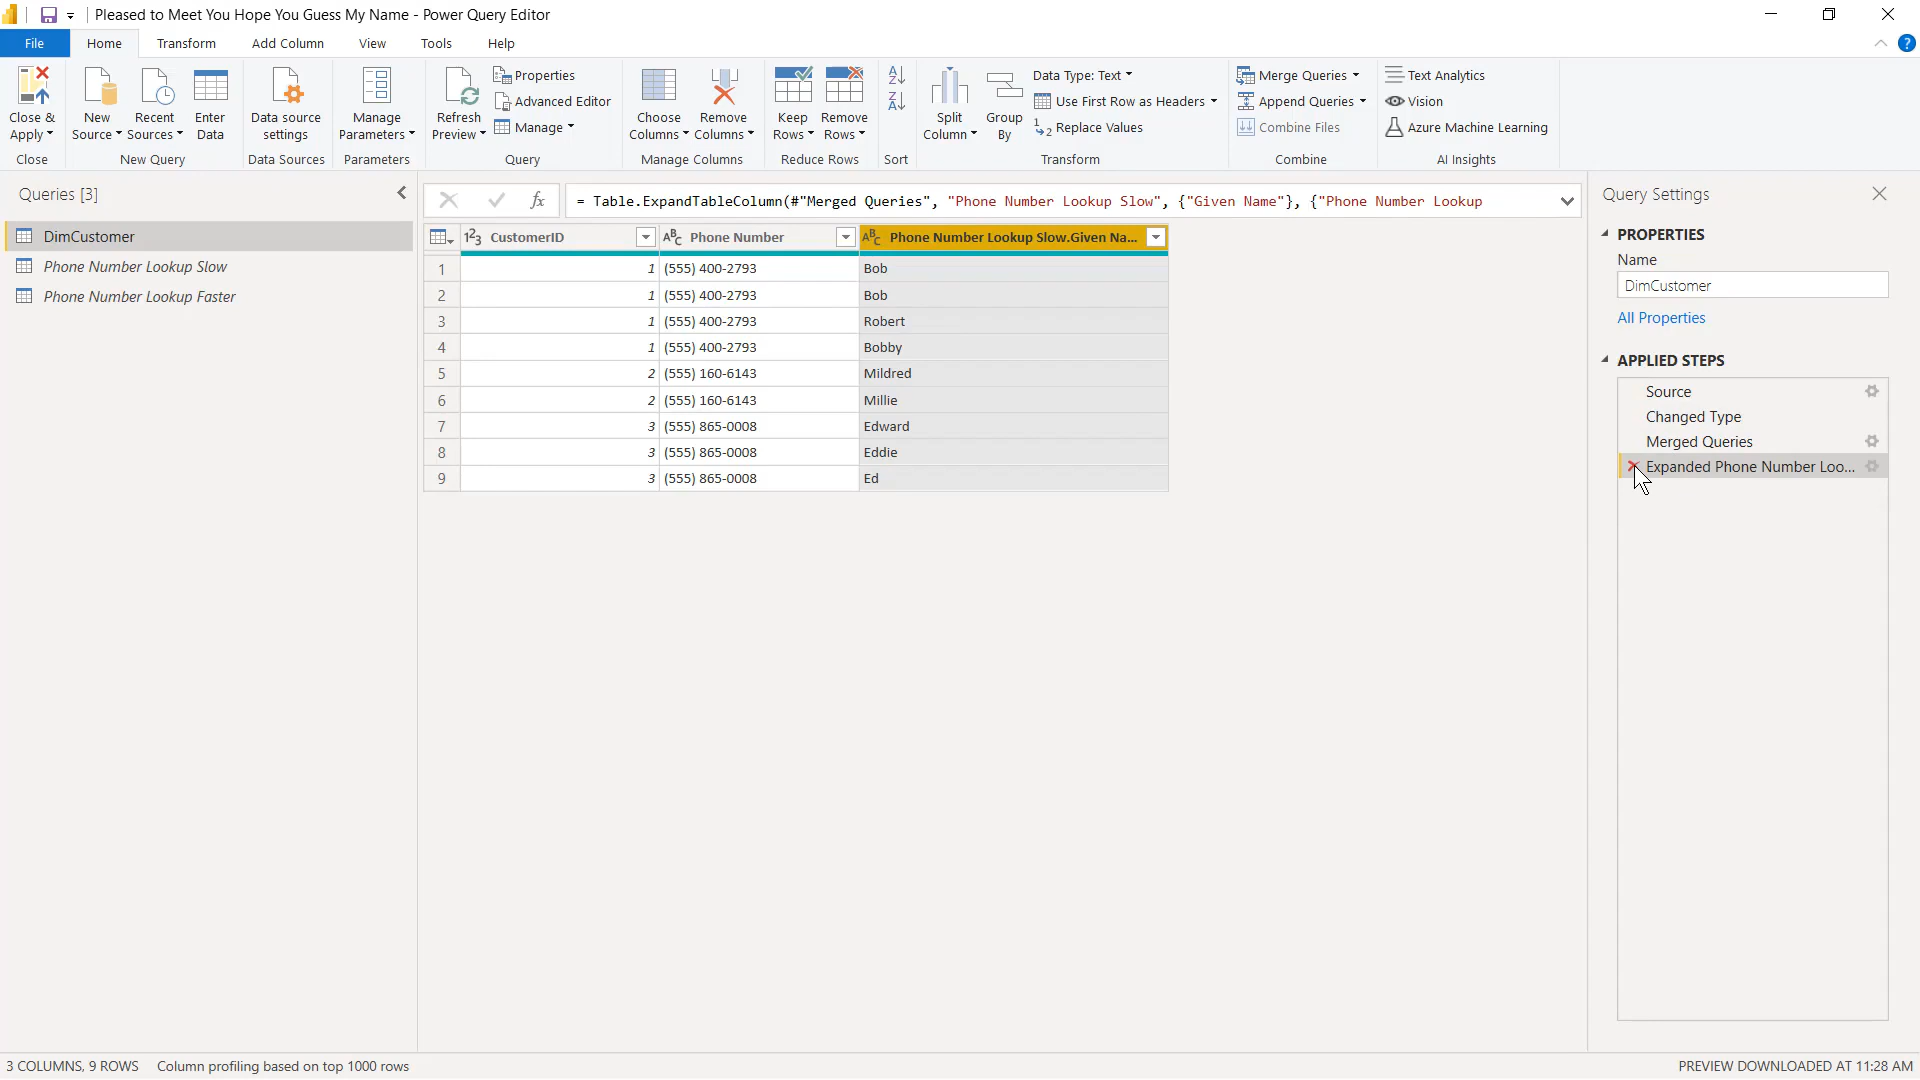 Pleased to Meet You Hope You Guess My Name - Power Query Editor
File Home Transform Add Column View Tools Help
Close & Apply
New Source
Recent Sources
Enter Data
Data source settings
Manage Parameters
Refresh Preview
Properties
Advanced Editor
Manage
Choose Columns
Remove Columns
Keep Rows
Remove Rows
Split Column
Group By
Data Type: Text
Use First Row as Headers
Replace Values
Merge Queries
Append Queries
Combine Files
Text Analytics
Vision
Azure Machine Learning
Close New Query Data Sources Parameters Query Manage Columns Reduce Rows Sort Transform Combine AI Insights
Queries [3]
DimCustomer
Phone Number Lookup Slow
Phone Number Lookup Faster
fx = Table.ExpandTableColumn(#"Merged Queries", "Phone Number Lookup Slow", {"Given Name"}, {"Phone Number Lookup
123 CustomerID ABC Phone Number ABC Phone Number Lookup Slow.Given Na...
1 1 (555) 400-2793 Bob
2 1 (555) 400-2793 Bob
3 1 (555) 400-2793 Robert
4 1 (555) 400-2793 Bobby
5 2 (555) 160-6143 Mildred
6 2 (555) 160-6143 Millie
7 3 (555) 865-0008 Edward
8 3 (555) 865-0008 Eddie
9 3 (555) 865-0008 Ed
Query Settings
PROPERTIES
Name
DimCustomer
All Properties
APPLIED STEPS
Source
Changed Type
Merged Queries
Expanded Phone Number Loo...
3 COLUMNS, 9 ROWS Column profiling based on top 1000 rows
PREVIEW DOWNLOADED AT 11:28 AM